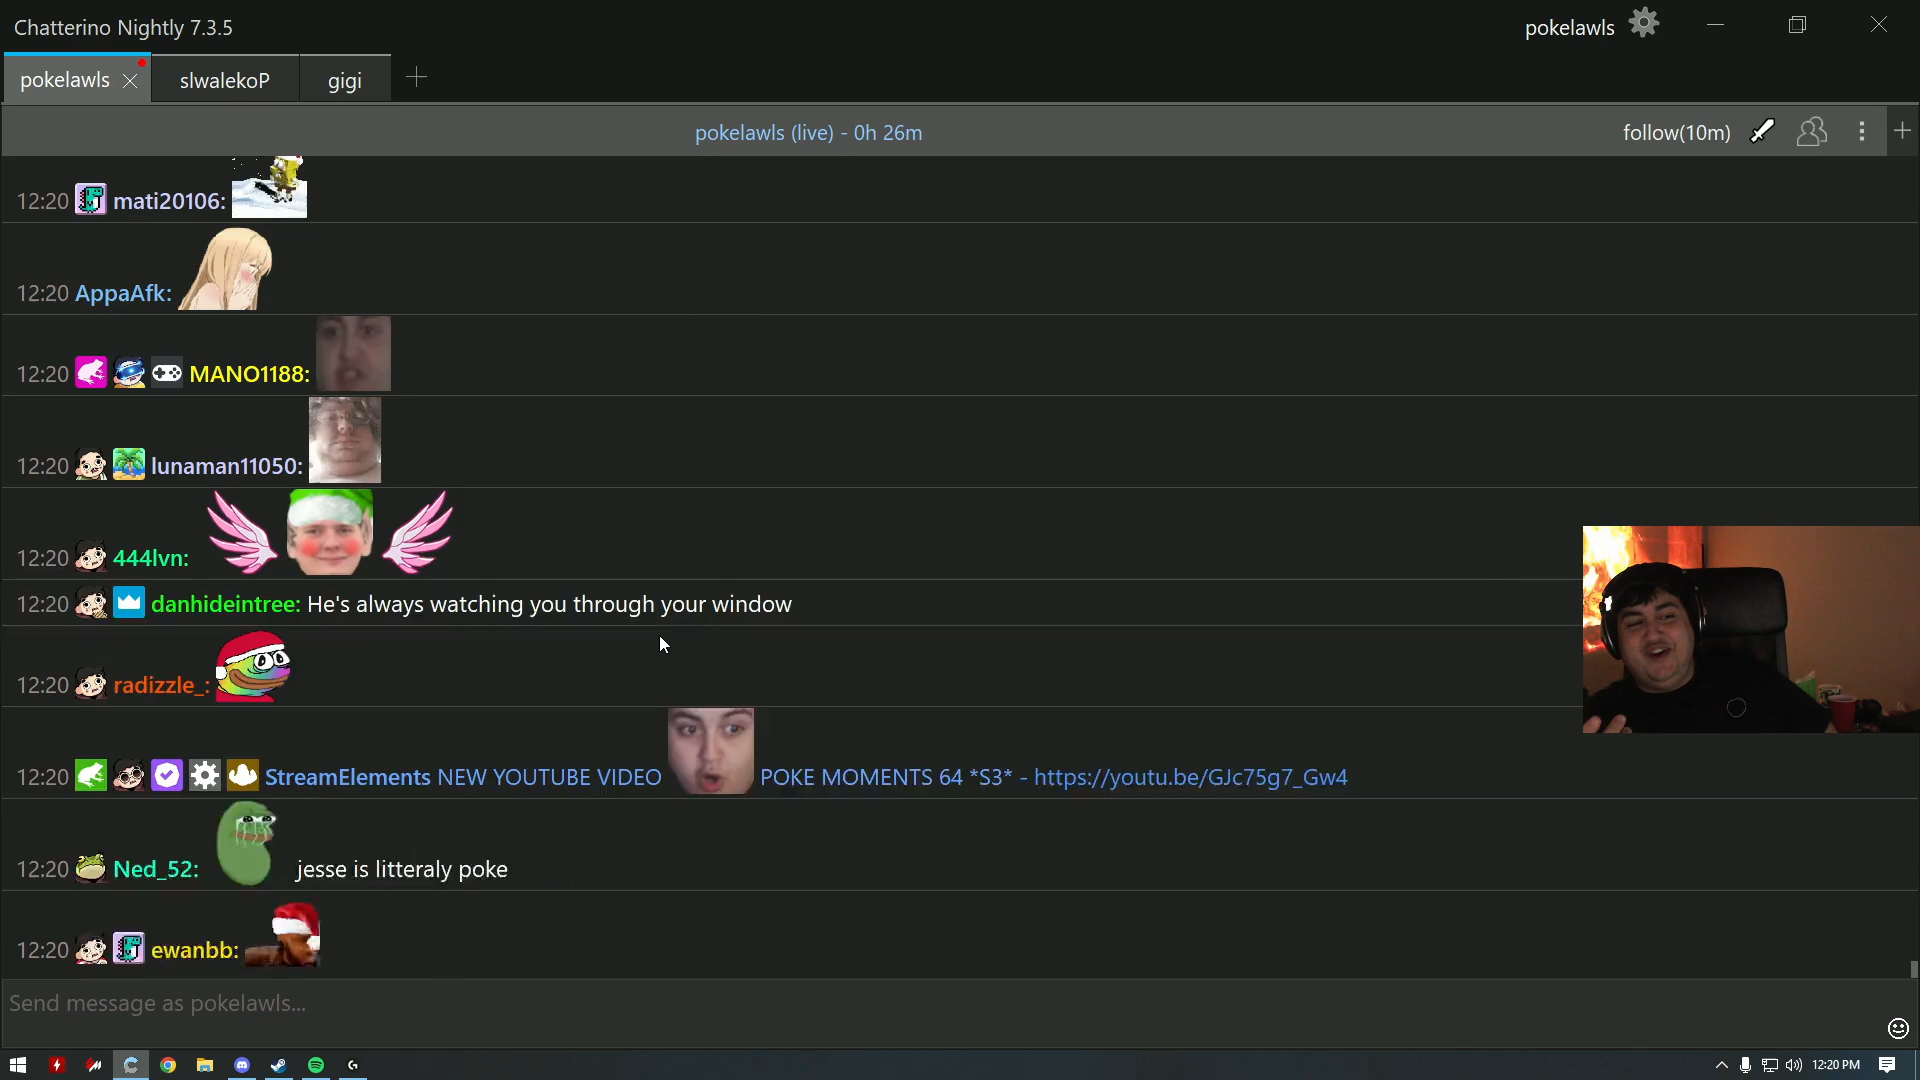 Chatterino Nightly 7.3.5
pokelawls
pokelawls
slwalekoP
gigi
pokelawls (live) - 0h 26m
follow(10m)
12:20 mati20106:
12:20 AppaAfk:
12:20 MANO1188:
12:20 lunaman11050:
12:20 444lvn:
12:20 danhideintree: He's always watching you through your window
12:20 radizzle_:
12:20 StreamElements NEW YOUTUBE VIDEO POKE MOMENTS 64 *S3* - https://youtu.be/GJc75g7_Gw4
12:20 Ned_52: jesse is litteraly poke
12:20 ewanbb:
Send message as pokelawls...
12:20 PM